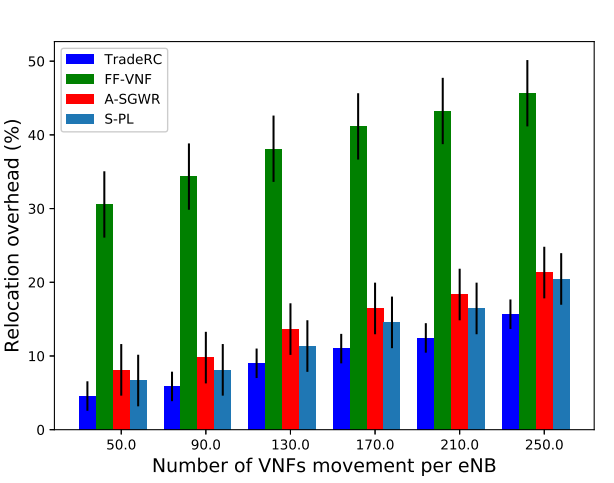 TradeRC
FF-VNF
A-SGWR
S-PL
Relocation overhead (%)
50
40
30
20
10
0
50.0 90.0 130.0 170.0 210.0 250.0
Number of VNFs movement per eNB